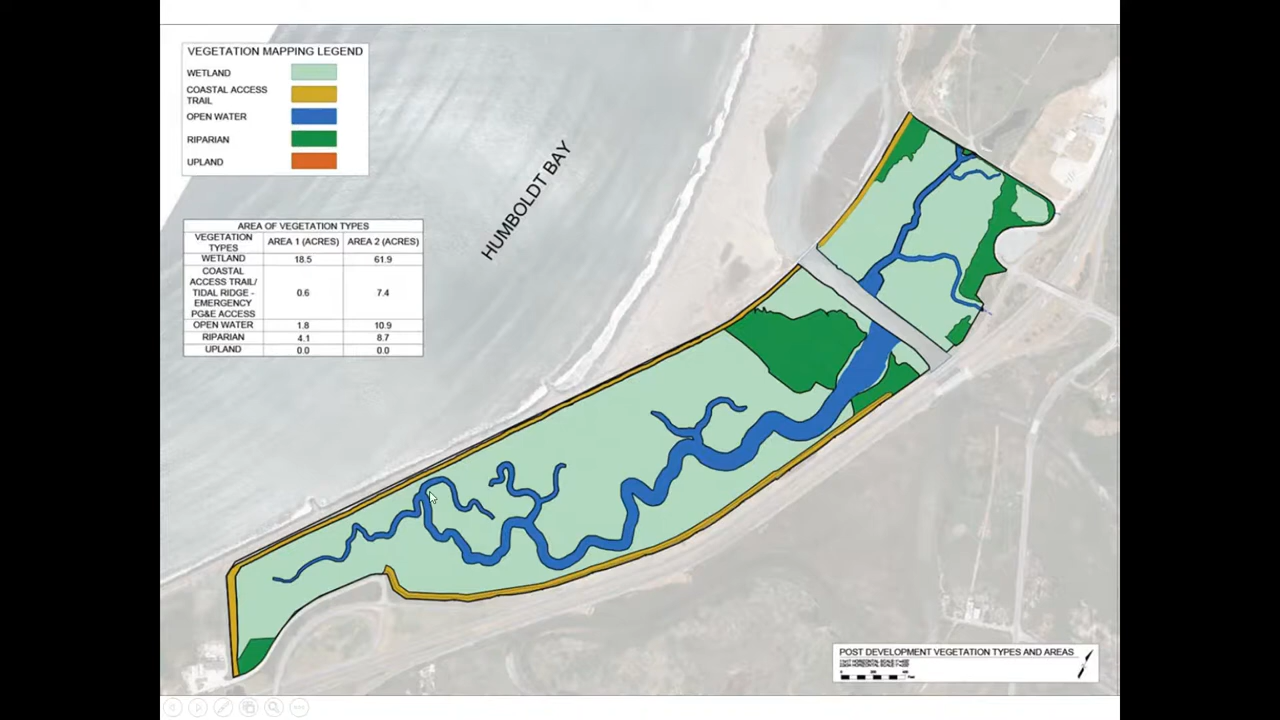 VEGETATION MAPPING LEGEND
WETLAND
COASTAL ACCESS
TRAIL
OPEN WATER
RIPARIAN
UPLAND
HUMBOLDT BAY
AREA OF VEGETATION TYPES
VEGETATION
TYPES
AREA 1 (ACRES)
AREA 2 (ACRES)
WETLAND 18.5 61.9
COASTAL
ACCESS TRAIL/
TIDAL RIDGE -
EMERGENCY
PG&E ACCESS
0.6 7.4
OPEN WATER 1.8 10.9
RIPARIAN 4.1 8.7
UPLAND 0.0 0.0
POST DEVELOPMENT VEGETATION TYPES AND AREAS